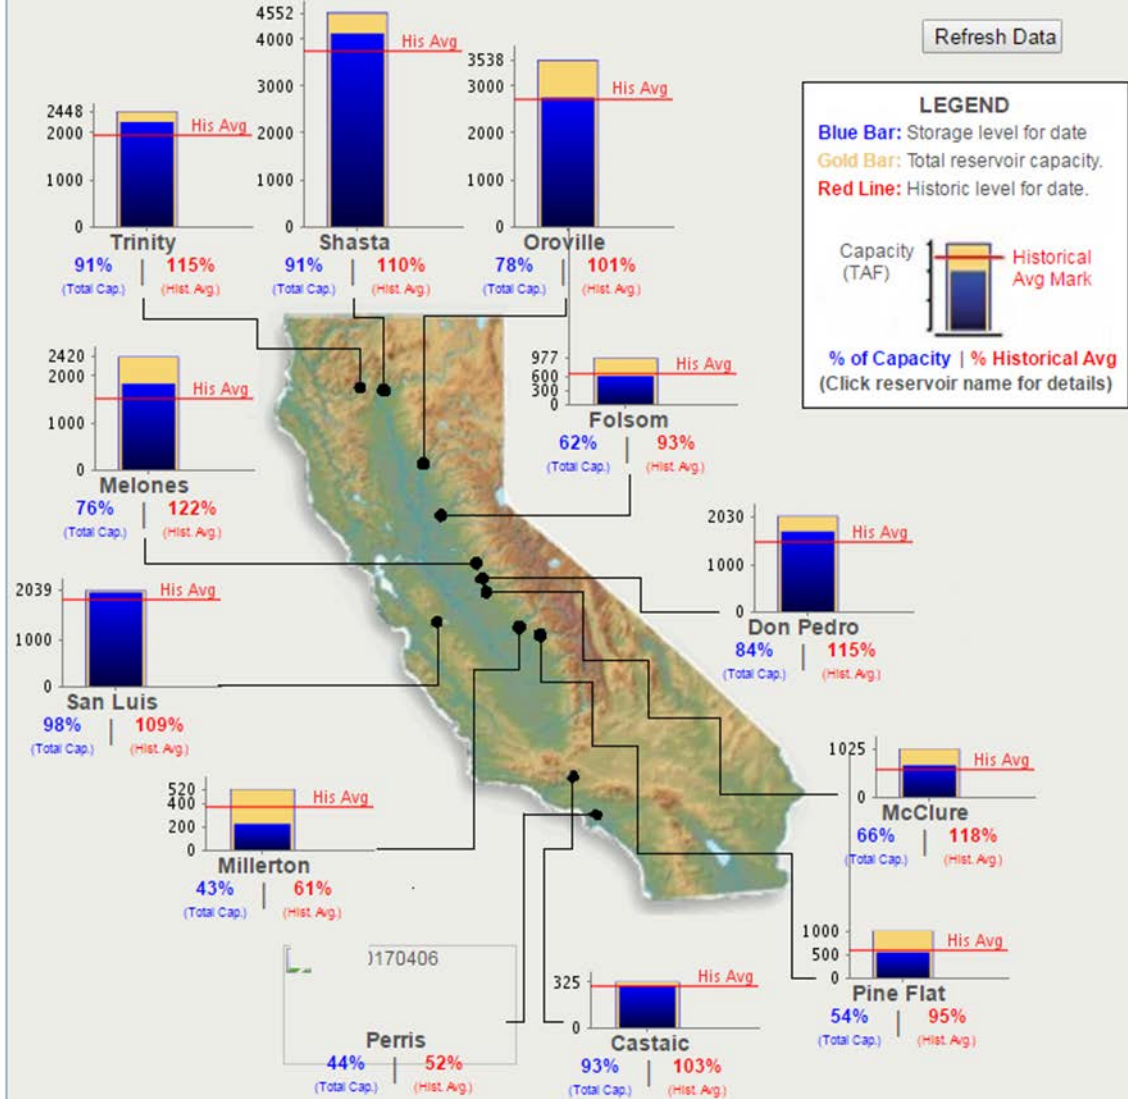 4552
4000
3000
2000
1000
0
His Avg
Shasta
91% | 110%
(Total Cap.) (Hist. Avg.)
3538
3000
2000
1000
0
His Avg
Oroville
78% | 101%
(Total Cap.) (Hist. Avg.)
Refresh Data
2448
2000
1000
0
His Avg
Trinity
91% | 115%
(Total Cap.) (Hist. Avg.)
LEGEND
Blue Bar: Storage level for date
Gold Bar: Total reservoir capacity.
Red Line: Historic level for date.
Capacity
(TAF)
Historical
Avg Mark
% of Capacity | % Historical Avg
(Click reservoir name for details)
2420
2000
1000
0
His Avg
Melones
76% | 122%
(Total Cap.) (Hist. Avg.)
977
600
300
0
His Avg
Folsom
62% | 93%
(Total Cap.) (Hist. Avg.)
2030
1000
0
His Avg
Don Pedro
84% | 115%
(Total Cap.) (Hist. Avg.)
2039
1000
0
His Avg
San Luis
98% | 109%
(Total Cap.) (Hist. Avg.)
1025
0
His Avg
McClure
66% | 118%
(Total Cap.) (Hist. Avg.)
520
400
200
0
His Avg
Millerton
43% | 61%
(Total Cap.) (Hist. Avg.)
1000
500
0
His Avg
Pine Flat
54% | 95%
(Total Cap.) (Hist. Avg.)
170406
Perris
44% | 52%
(Total Cap.) (Hist. Avg.)
325
0
His Avg
Castaic
93% | 103%
(Total Cap.) (Hist. Avg.)